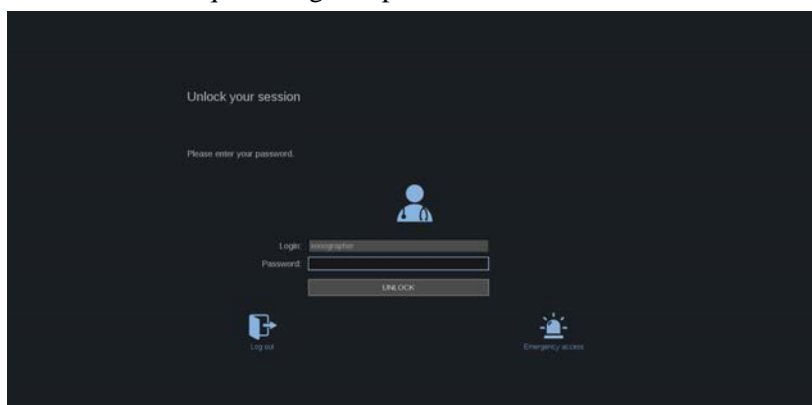 Unlock your session
Please enter your password.
Login: sonographer
Password:
UNLOCK
Log out
Emergency access